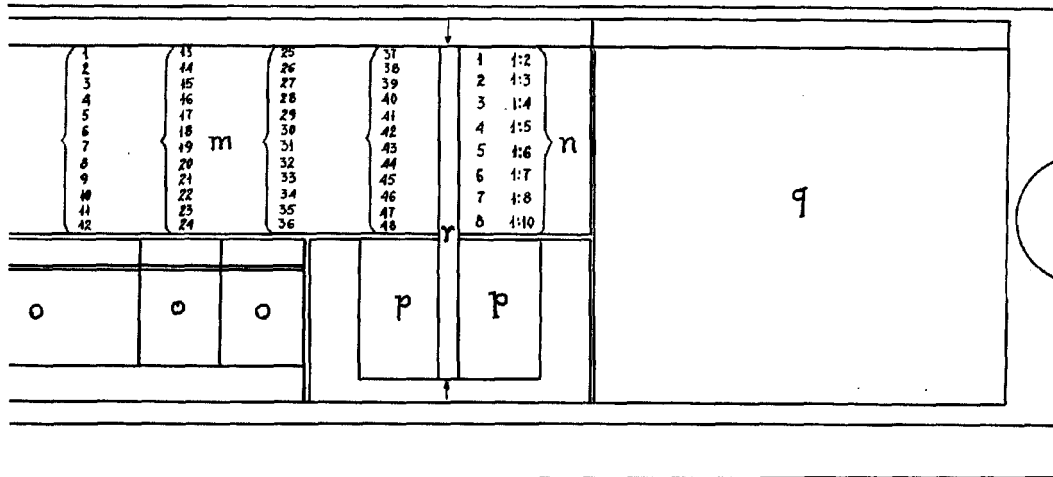 1 13 25 37 1 1:2
2 14 26 38 2 1:3
3 15 27 39 3 1:4
4 16 28 40 4 1:5
5 17 29 41 5 1:6
6 18 30 42 6 1:7
7 19 31 43 7 1:8
8 20 32 44 8 1:10
9 21 33 45
10 22 34 46
11 23 35 47
12 24 36 48
m n
q
r
o o o p p